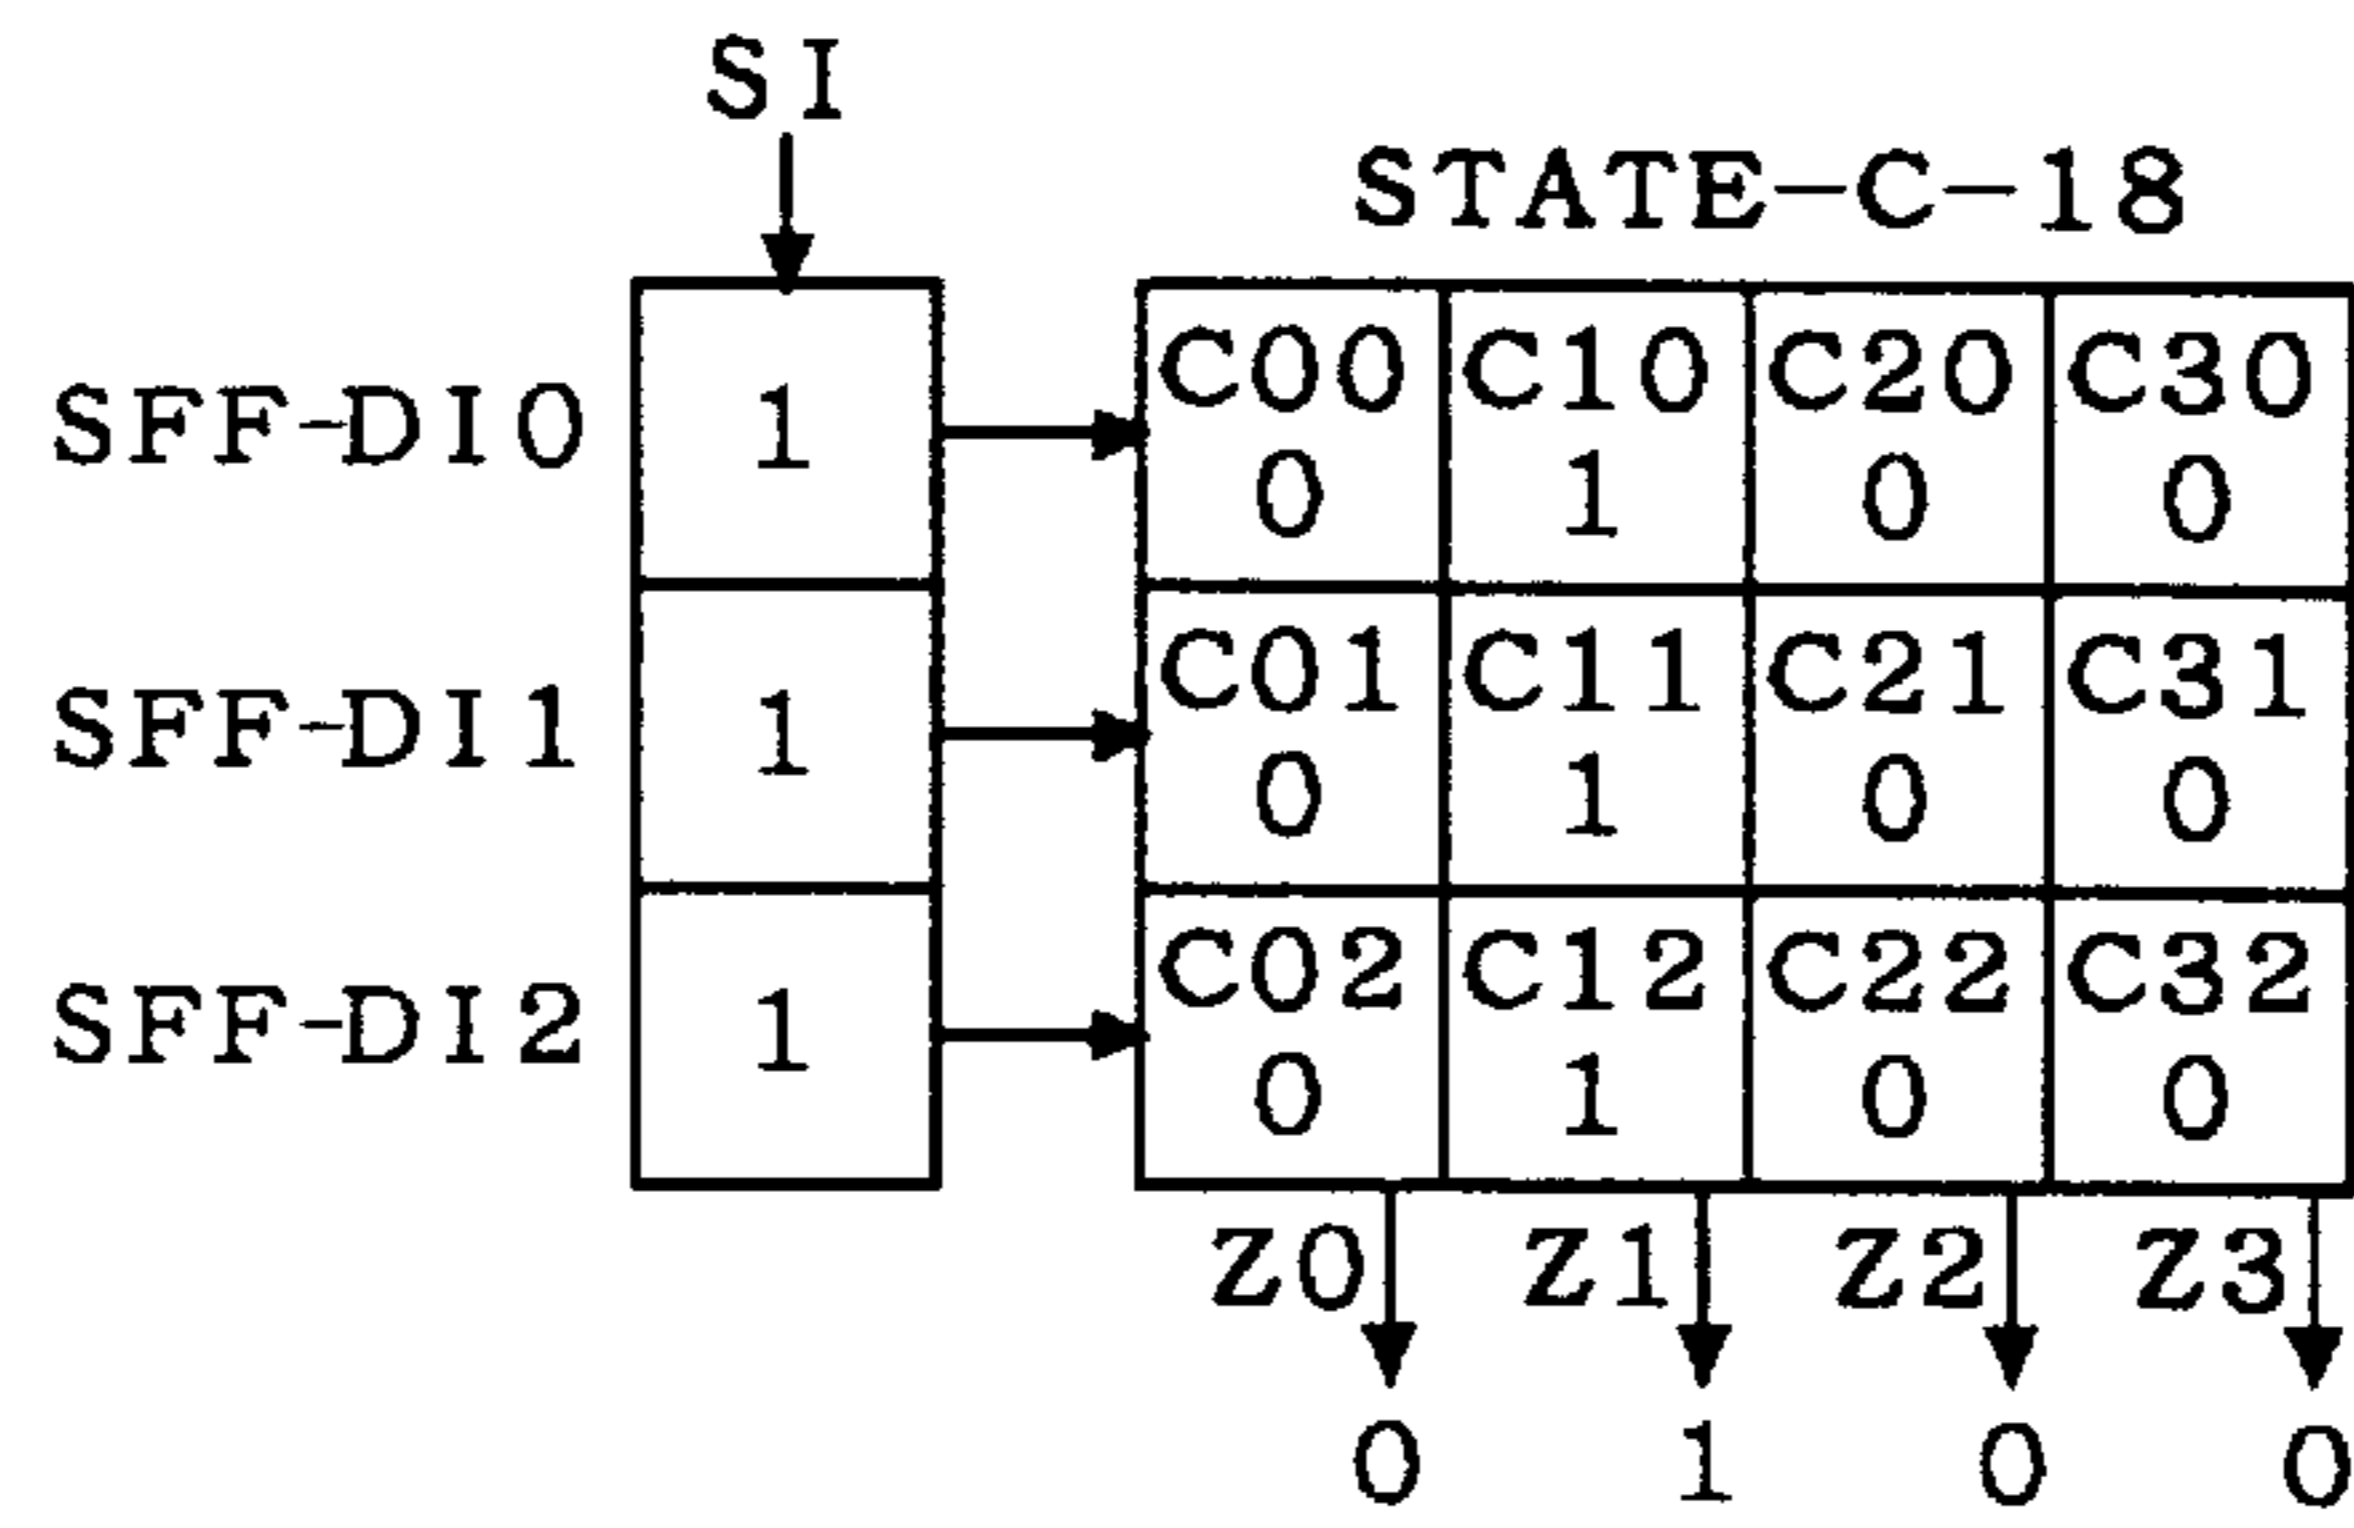 SI
STATE-C-18
SFF-DI0 1 C00 C10 C20 C30
0 1 0 0
SFF-DI1 1 C01 C11 C21 C31
0 1 0 0
SFF-DI2 1 C02 C12 C22 C32
0 1 0 0
Z0 Z1 Z2 Z3
0 1 0 0